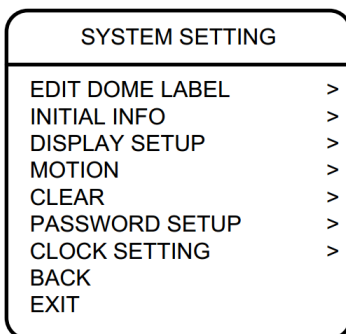 SYSTEM SETTING
EDIT DOME LABEL >
INITIAL INFO >
DISPLAY SETUP >
MOTION >
CLEAR >
PASSWORD SETUP >
CLOCK SETTING >
BACK
EXIT